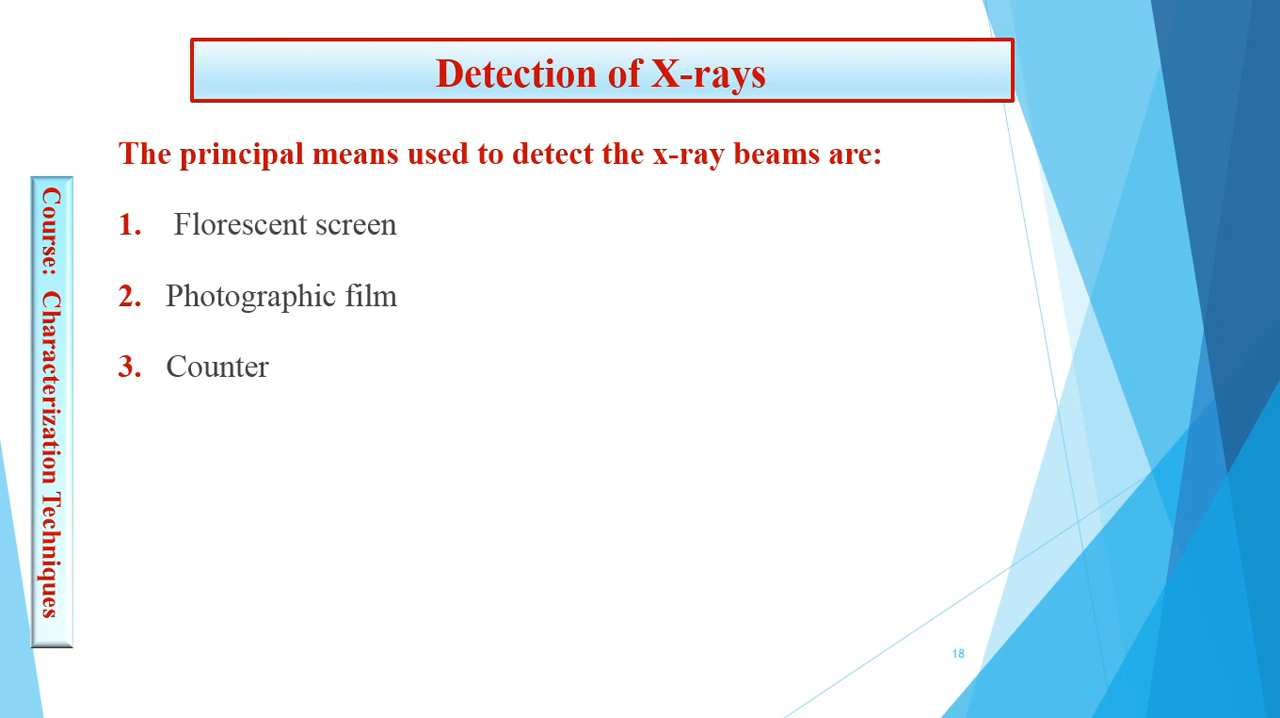 Detection of X-rays
The principal means used to detect the x-ray beams are:
1. Florescent screen
2. Photographic film
3. Counter
Course: Characterization Techniques
18